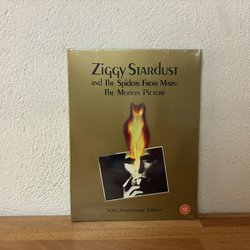 Ziggy Stardust
and The Spiders From Mars:
The Motion Picture
50th Anniversary Edition
12